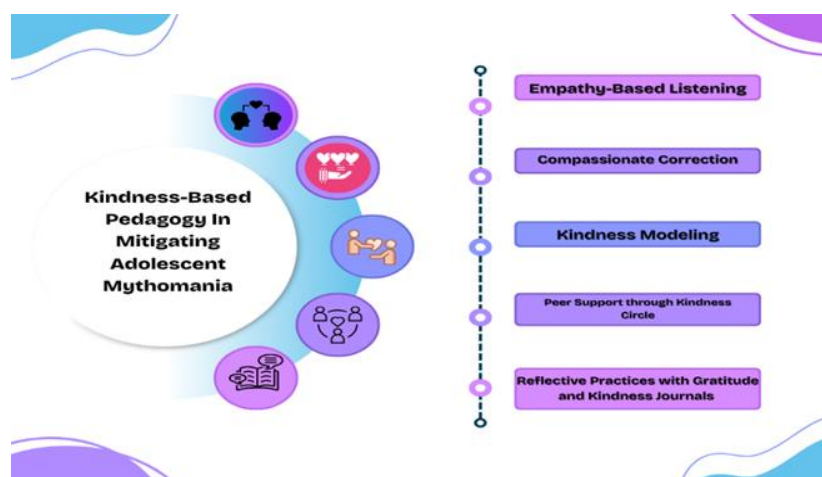 Kindness-Based
Pedagogy In
Mitigating
Adolescent
Mythomania
Empathy-Based Listening
Compassionate Correction
Kindness Modeling
Peer Support through Kindness
Circle
Reflective Practices with Gratitude
and Kindness Journals